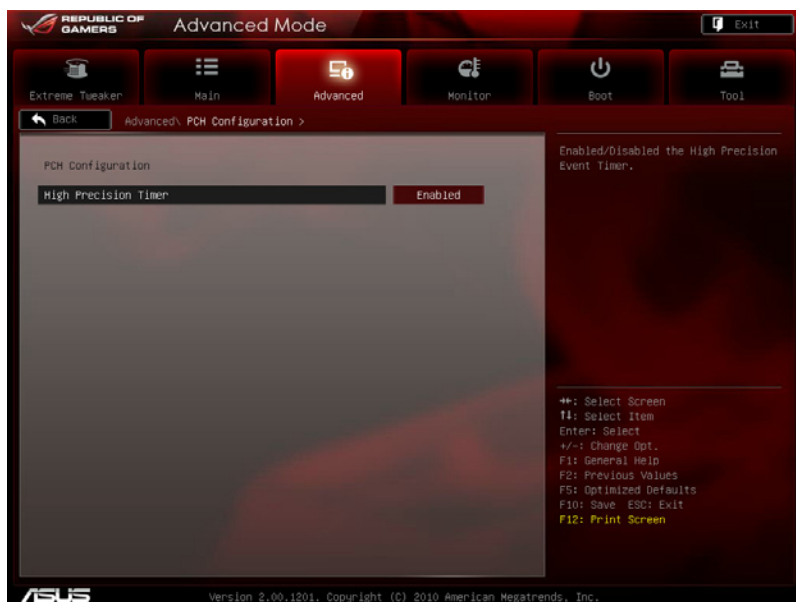 REPUBLIC OF
GAMERS
Advanced Mode
Exit
Extreme Tweaker
Main
Advanced
Monitor
Boot
Tool
Back
Advanced\ PCH Configuration >
PCH Configuration
High Precision Timer
Enabled
Enabled/Disabled the High Precision
Event Timer.
→←: Select Screen
↑↓: Select Item
Enter: Select
+/-: Change Opt.
F1: General Help
F2: Previous Values
F5: Optimized Defaults
F10: Save ESC: Exit
F12: Print Screen
ASUS
Version 2.00.1201. Copyright (C) 2010 American Megatrends, Inc.